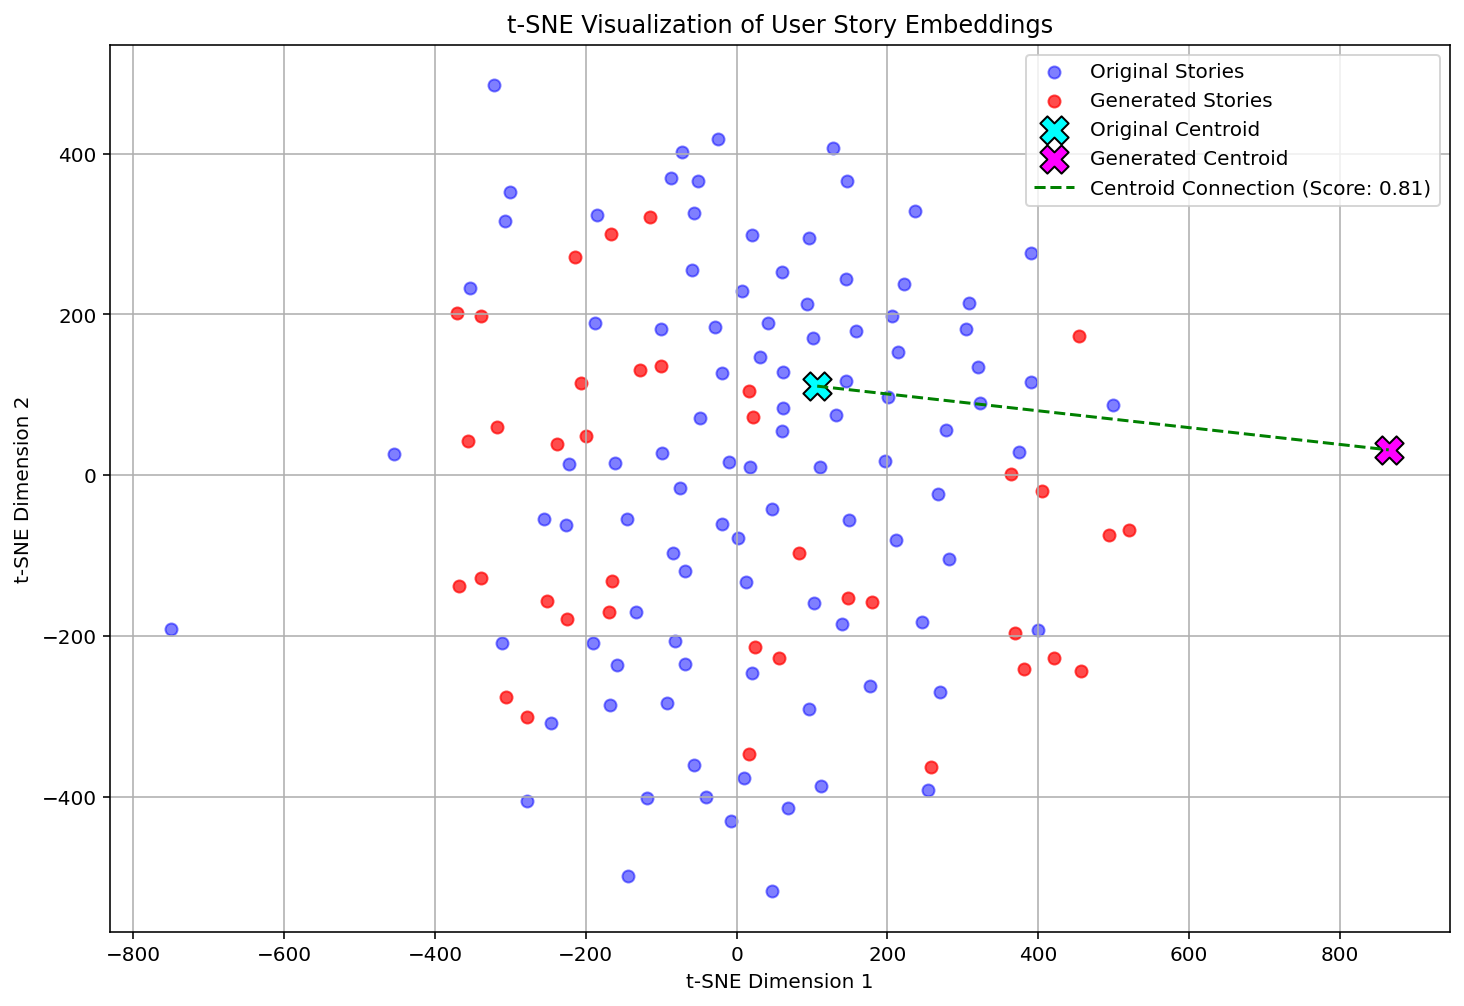 t-SNE Visualization of User Story Embeddings
Original Stories
Generated Stories
Original Centroid
Generated Centroid
Centroid Connection (Score: 0.81)
t-SNE Dimension 2
400
200
0
−200
−400
−800
−600
−400
−200
0
200
400
600
800
t-SNE Dimension 1